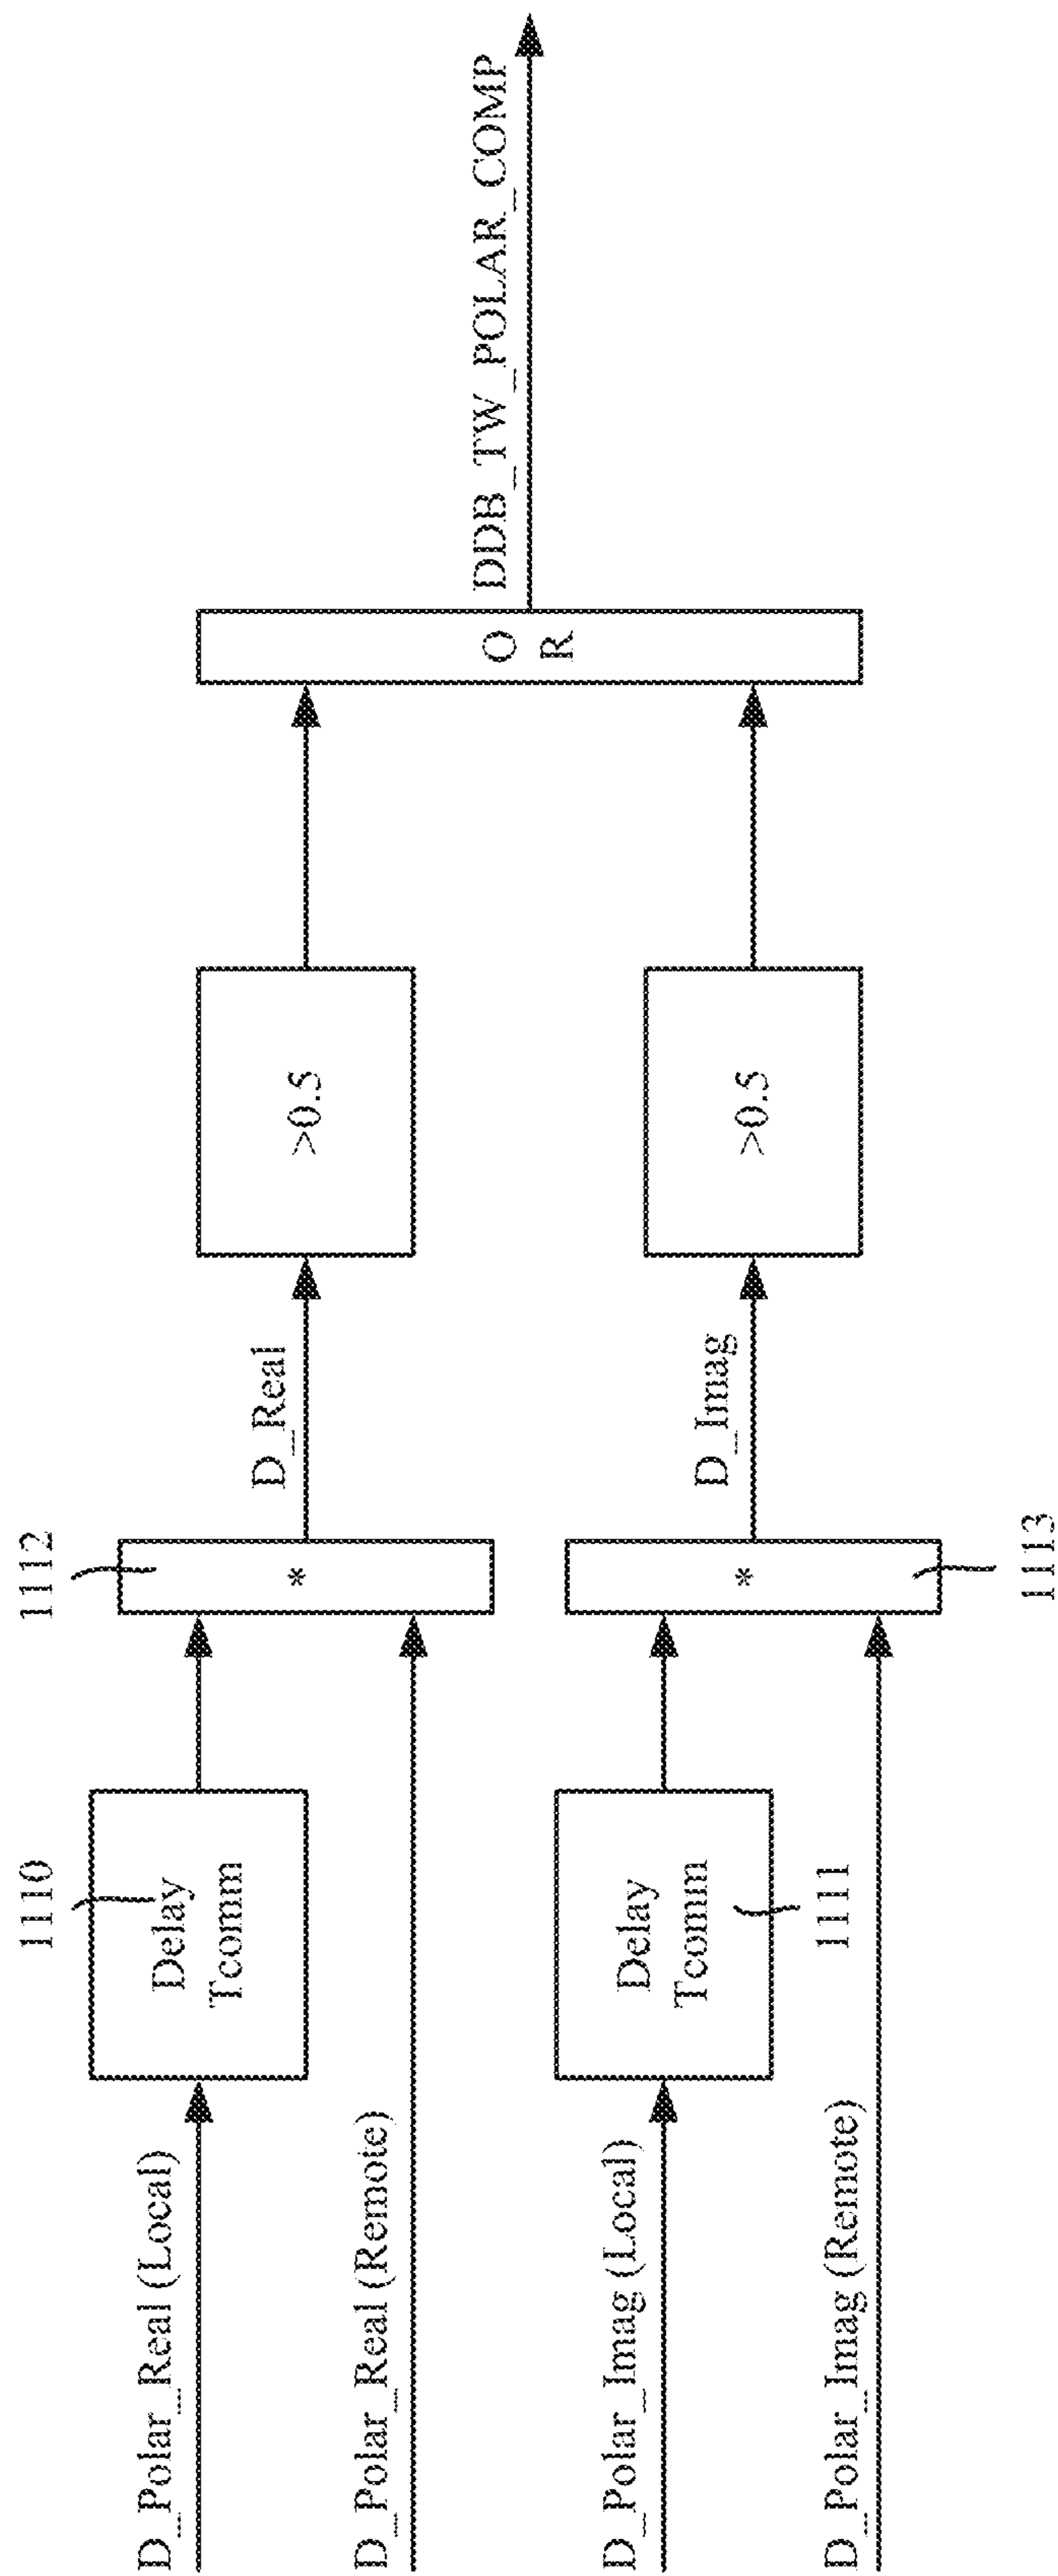 D_Polar_Real (Local)
1110
Delay
Tcomm
1112
*
D_Real
>0.5
D_Polar_Real (Remote)
D_Polar_Imag (Local)
Delay
Tcomm
1111
*
1113
D_Imag
>0.5
D_Polar_Imag (Remote)
O
R
DDB_TW_POLAR_COMP